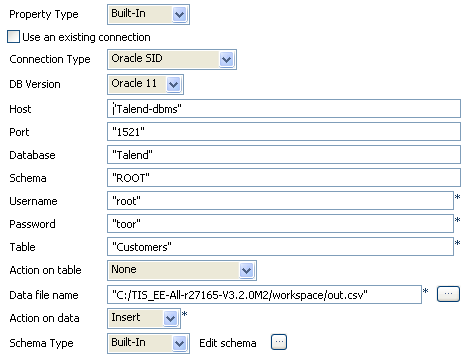 Property Type Built-In
Use an existing connection
Connection Type Oracle SID
DB Version Oracle 11
Host "Talend-dbms"
Port "1521"
Database "Talend"
Schema "ROOT"
Username "root" *
Password "toor" *
Table "Customers" *
Action on table None
Data file name "C:/TIS_EE-All-r27165-V3.2.0M2/workspace/out.csv" * ...
Action on data Insert *
Schema Type Built-In Edit schema ...